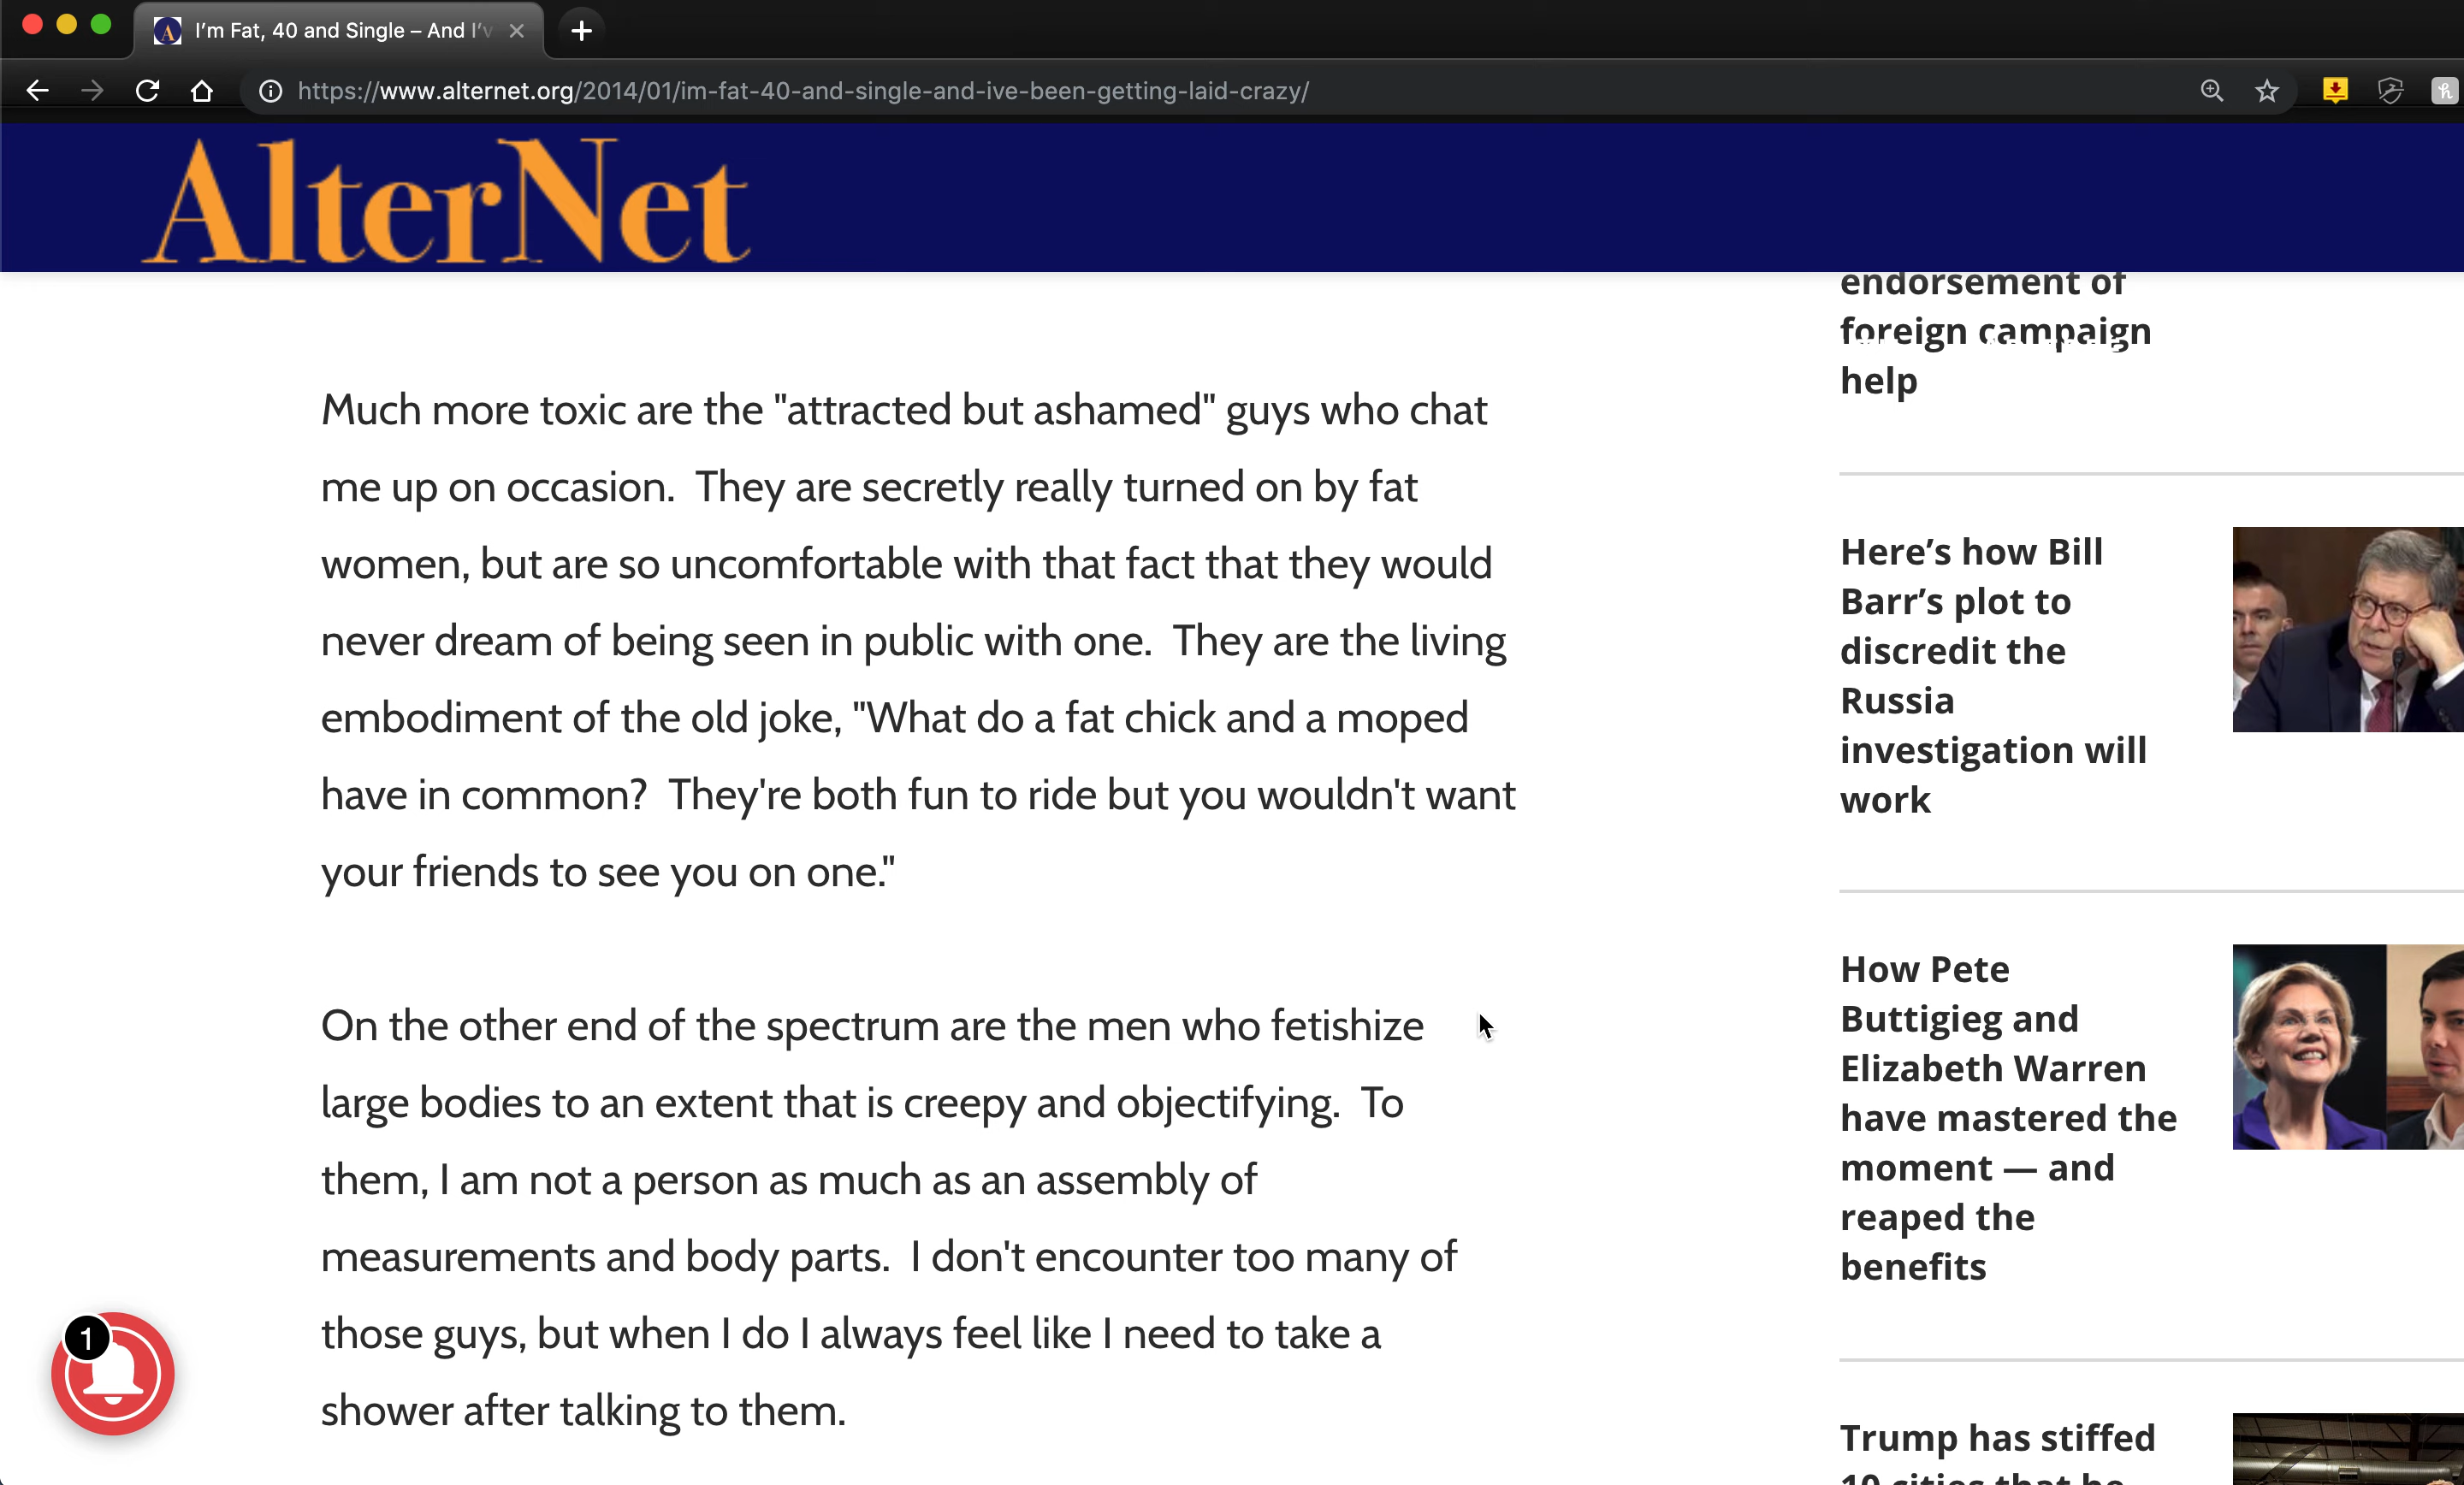 I'm Fat, 40 and Single – And I'v
https://www.alternet.org/2014/01/im-fat-40-and-single-and-ive-been-getting-laid-crazy/
AlterNet
Much more toxic are the "attracted but ashamed" guys who chat
me up on occasion.  They are secretly really turned on by fat
women, but are so uncomfortable with that fact that they would
never dream of being seen in public with one.  They are the living
embodiment of the old joke, "What do a fat chick and a moped
have in common?  They're both fun to ride but you wouldn't want
your friends to see you on one."
On the other end of the spectrum are the men who fetishize
large bodies to an extent that is creepy and objectifying.  To
them, I am not a person as much as an assembly of
measurements and body parts.  I don't encounter too many of
those guys, but when I do I always feel like I need to take a
shower after talking to them.
1
endorsement of
foreign campaign
help
Here’s how Bill
Barr’s plot to
discredit the
Russia
investigation will
work
How Pete
Buttigieg and
Elizabeth Warren
have mastered the
moment — and
reaped the
benefits
Trump has stiffed
10 cities that he